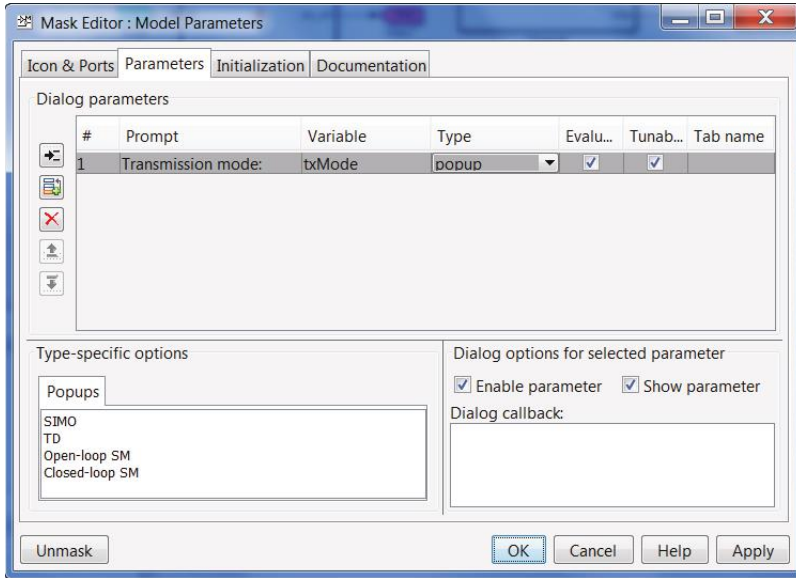 Mask Editor : Model Parameters
Icon & Ports Parameters Initialization Documentation
Dialog parameters
# Prompt Variable Type Evalu... Tunab... Tab name
1 Transmission mode: txMode popup
Type-specific options
Popups
SIMO
TD
Open-loop SM
Closed-loop SM
Dialog options for selected parameter
Enable parameter Show parameter
Dialog callback:
Unmask OK Cancel Help Apply